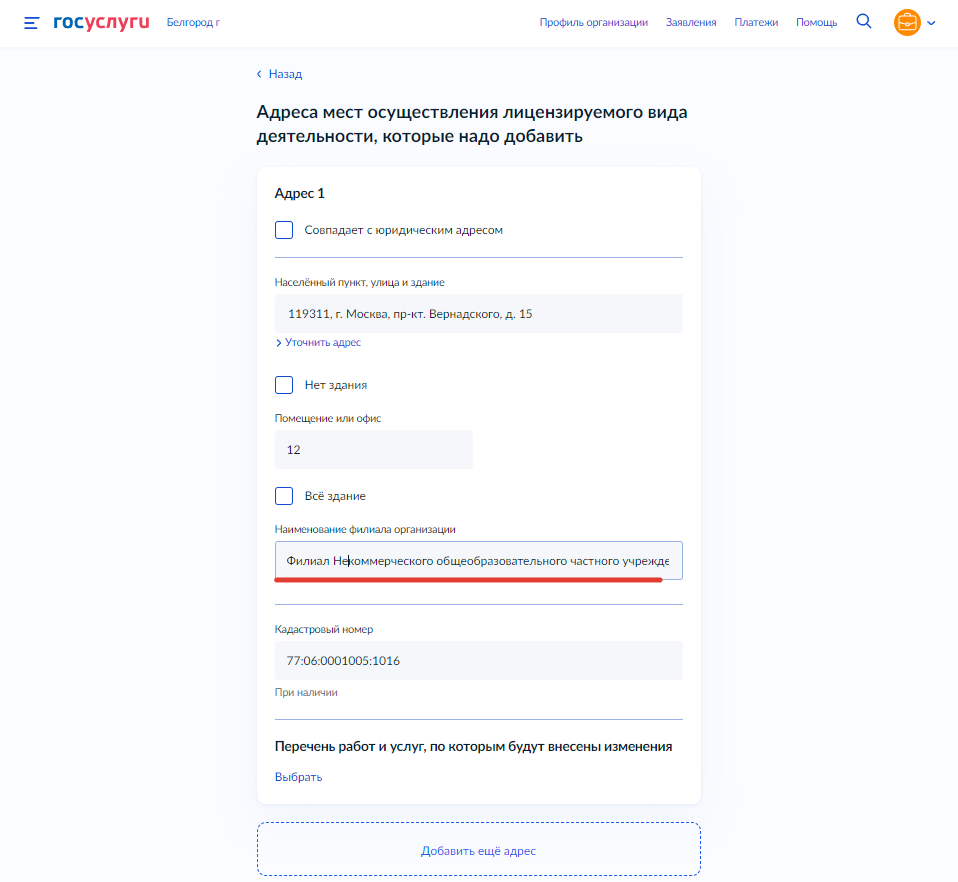 госуслуги Белгород г Профиль организации Заявления Платежи Помощь
Назад
Адреса мест осуществления лицензируемого вида
деятельности, которые надо добавить
Адрес 1
Совпадает с юридическим адресом
Населённый пункт, улица и здание
119311, г. Москва, пр-кт. Вернадского, д. 15
Уточнить адрес
Нет здания
Помещение или офис
12
Всё здание
Наименование филиала организации
Филиал Некоммерческого общеобразовательного частного учрежде
Кадастровый номер
77:06:0001005:1016
При наличии
Перечень работ и услуг, по которым будут внесены изменения
Выбрать
Добавить ещё адрес